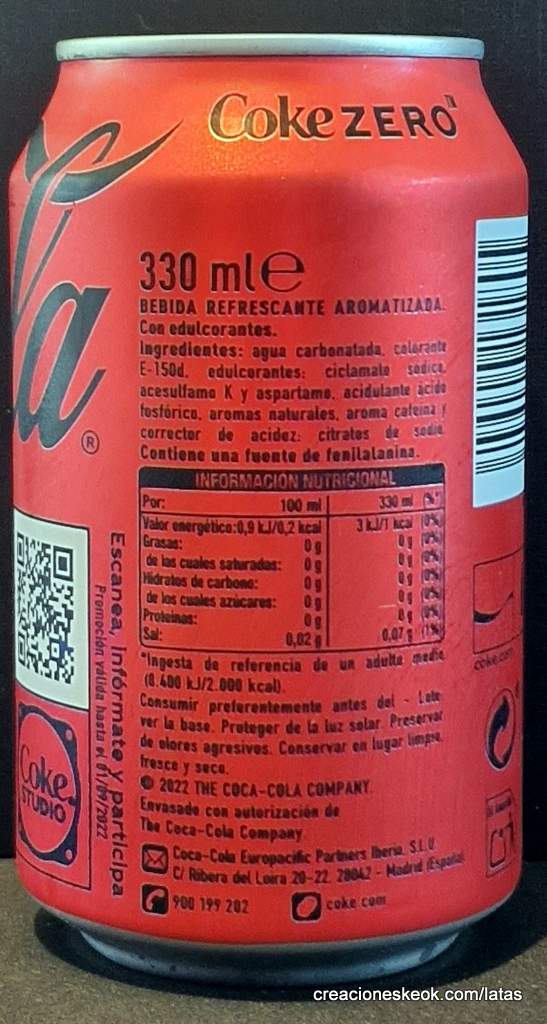 Coke ZERO
a®
330 ml e
BEBIDA REFRESCANTE AROMATIZADA.
Con edulcorantes.
Ingredientes: agua carbonatada, colorante
E-150d, edulcorantes: ciclamato sódico,
acesulfamo K y aspartamo, acidulante ácido
fosfórico, aromas naturales, aroma cafeína y
corrector de acidez: citratos de sodio.
Contiene una fuente de fenilalanina.
INFORMACIÓN NUTRICIONAL
Por: 100 ml 330 ml (%*)
Valor energético: 0,9 kJ/0,2 kcal 3 kJ/1 kcal (0%)
Grasas: 0 g 0 g (0%)
de las cuales saturadas: 0 g 0 g (0%)
Hidratos de carbono: 0 g 0 g (0%)
de los cuales azúcares: 0 g 0 g (0%)
Proteínas: 0 g 0 g (0%)
Sal: 0,02 g 0,07 g (1%)
*Ingesta de referencia de un adulto medio
(8.400 kJ/2.000 kcal).
Consumir preferentemente antes del - Lote:
ver la base. Proteger de la luz solar. Preservar
de olores agresivos. Conservar en lugar limpio,
fresco y seco.
© 2022 THE COCA-COLA COMPANY.
Envasado con autorización de
The Coca-Cola Company.
Coca-Cola Europacific Partners Iberia, S.L.U.
C/ Ribera del Loira 20-22. 28042 - Madrid (España)
900 199 202 coke.com
Escanea, infórmate y participa
Promoción válida hasta el 01/09/2022
Coke
STUDIO
coke.com
creacioneskeok.com/latas